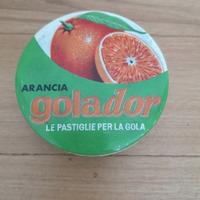 ARANCIA
golador
LE PASTIGLIE PER LA GOLA